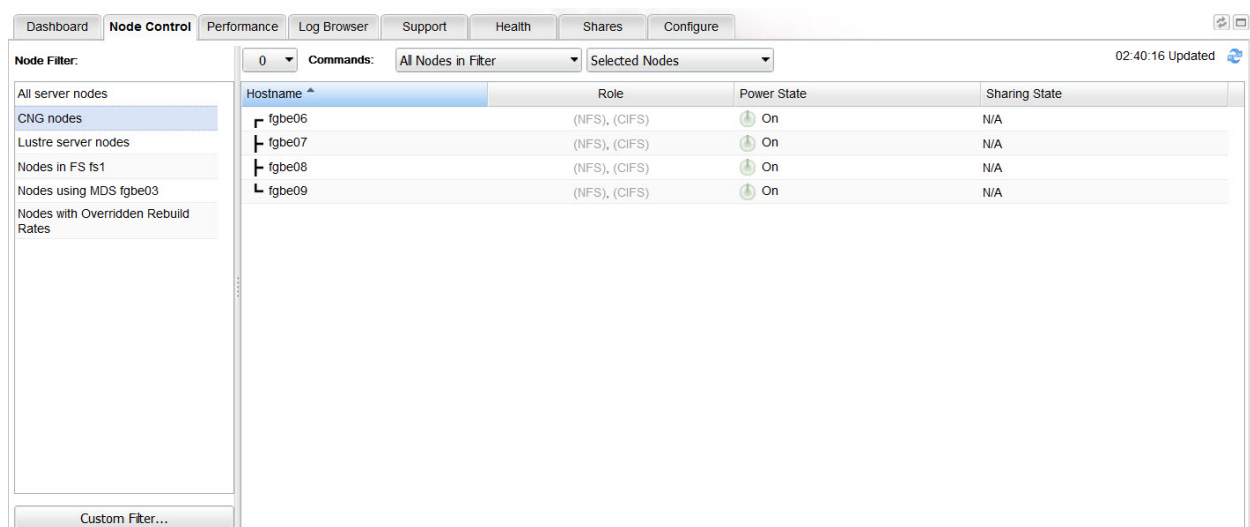 Dashboard Node Control Performance Log Browser Support Health Shares Configure
Node Filter: 0 Commands: All Nodes in Filter Selected Nodes 02:40:16 Updated
All server nodes
CNG nodes
Lustre server nodes
Nodes in FS fs1
Nodes using MDS fgbe03
Nodes with Overridden Rebuild
Rates
Custom Filter...
Hostname Role Power State Sharing State
fgbe06 (NFS), (CIFS) On N/A
fgbe07 (NFS), (CIFS) On N/A
fgbe08 (NFS), (CIFS) On N/A
fgbe09 (NFS), (CIFS) On N/A